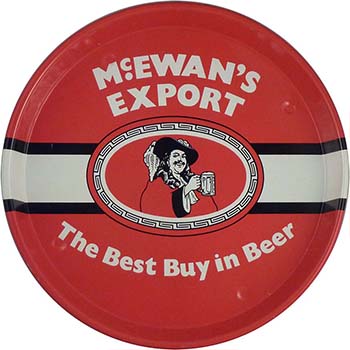 McEWAN'S
EXPORT
The Best Buy in Beer